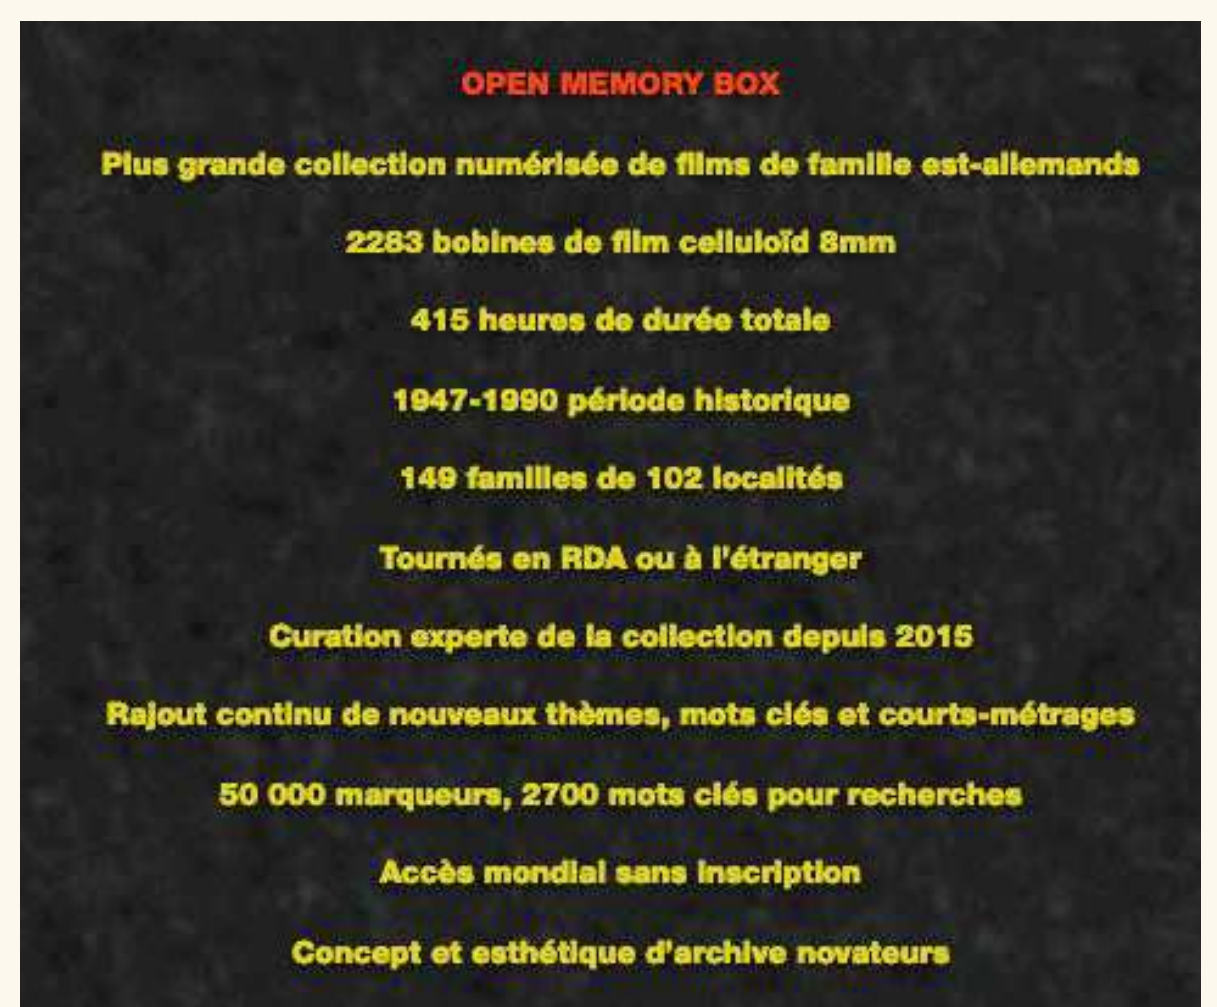 OPEN MEMORY BOX
Plus grande collection numérisée de films de famille est-allemands
2283 bobines de film celluloïd 8mm
415 heures de durée totale
1947-1990 période historique
149 familles de 102 localités
Tournés en RDA ou à l'étranger
Curation experte de la collection depuis 2015
Rajout continu de nouveaux thèmes, mots clés et courts-métrages
50 000 marqueurs, 2700 mots clés pour recherches
Accès mondial sans inscription
Concept et esthétique d'archive novateurs